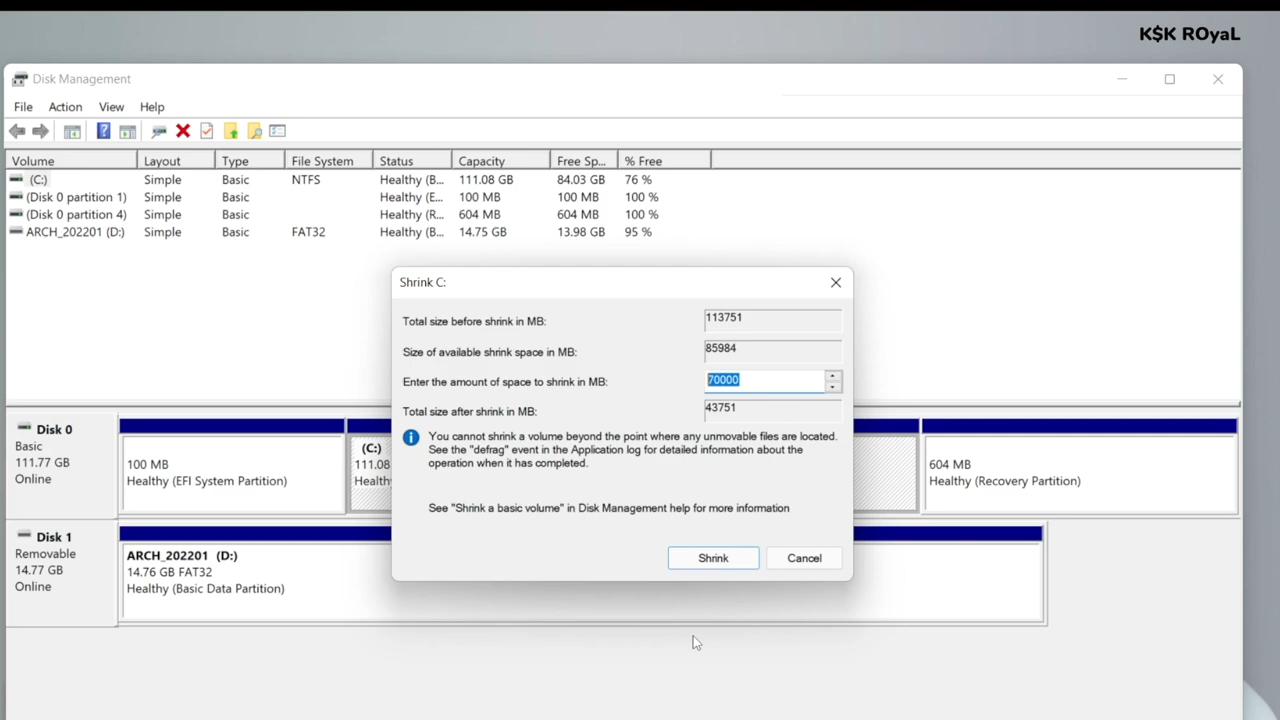 K$K ROyaL
Disk Management
File Action View Help
Volume Layout Type File System Status Capacity Free Sp... % Free
(C:) Simple Basic NTFS Healthy (B... 111.08 GB 84.03 GB 76 %
(Disk 0 partition 1) Simple Basic Healthy (E... 100 MB 100 MB 100 %
(Disk 0 partition 4) Simple Basic Healthy (R... 604 MB 604 MB 100 %
ARCH_202201 (D:) Simple Basic FAT32 Healthy (B... 14.75 GB 13.98 GB 95 %
Shrink C:
Total size before shrink in MB: 113751
Size of available shrink space in MB: 85984
Enter the amount of space to shrink in MB: 70000
Total size after shrink in MB: 43751
You cannot shrink a volume beyond the point where any unmovable files are located.
See the "defrag" event in the Application log for detailed information about the
operation when it has completed.
See "Shrink a basic volume" in Disk Management help for more information
Shrink Cancel
Disk 0
Basic
111.77 GB
Online
100 MB
Healthy (EFI System Partition)
(C:)
111.08
Health
604 MB
Healthy (Recovery Partition)
Disk 1
Removable
14.77 GB
Online
ARCH_202201 (D:)
14.76 GB FAT32
Healthy (Basic Data Partition)